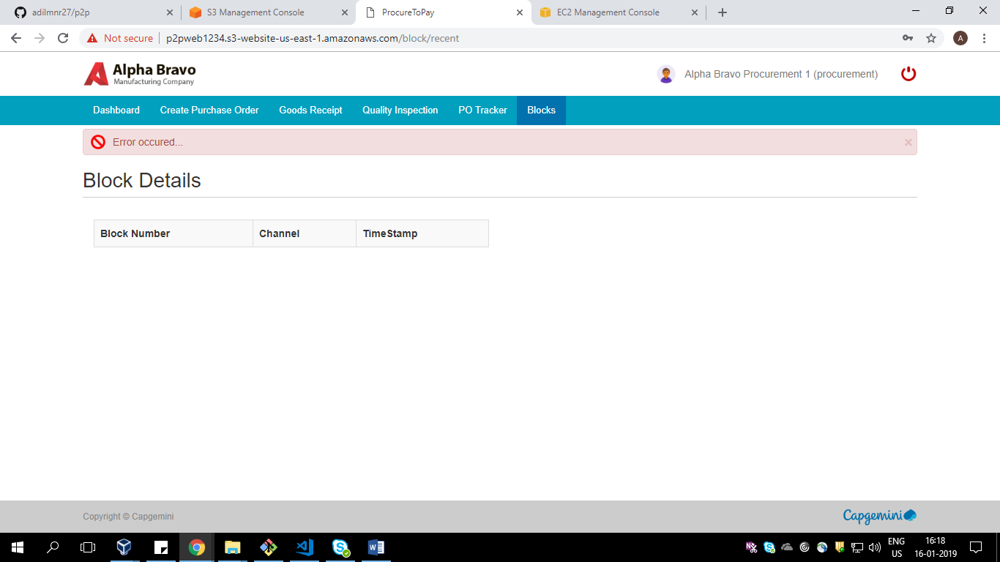 adilmnr27/p2p
S3 Management Console
ProcureToPay
EC2 Management Console
Not secure
p2pweb1234.s3-website-us-east-1.amazonaws.com/block/recent
A
Alpha Bravo
Manufacturing Company
Alpha Bravo Procurement 1 (procurement)
Dashboard
Create Purchase Order
Goods Receipt
Quality Inspection
PO Tracker
Blocks
Error occured...
Block Details
Block Number
Channel
TimeStamp
Copyright © Capgemini
Capgemini
ENG
US
16:18
16-01-2019